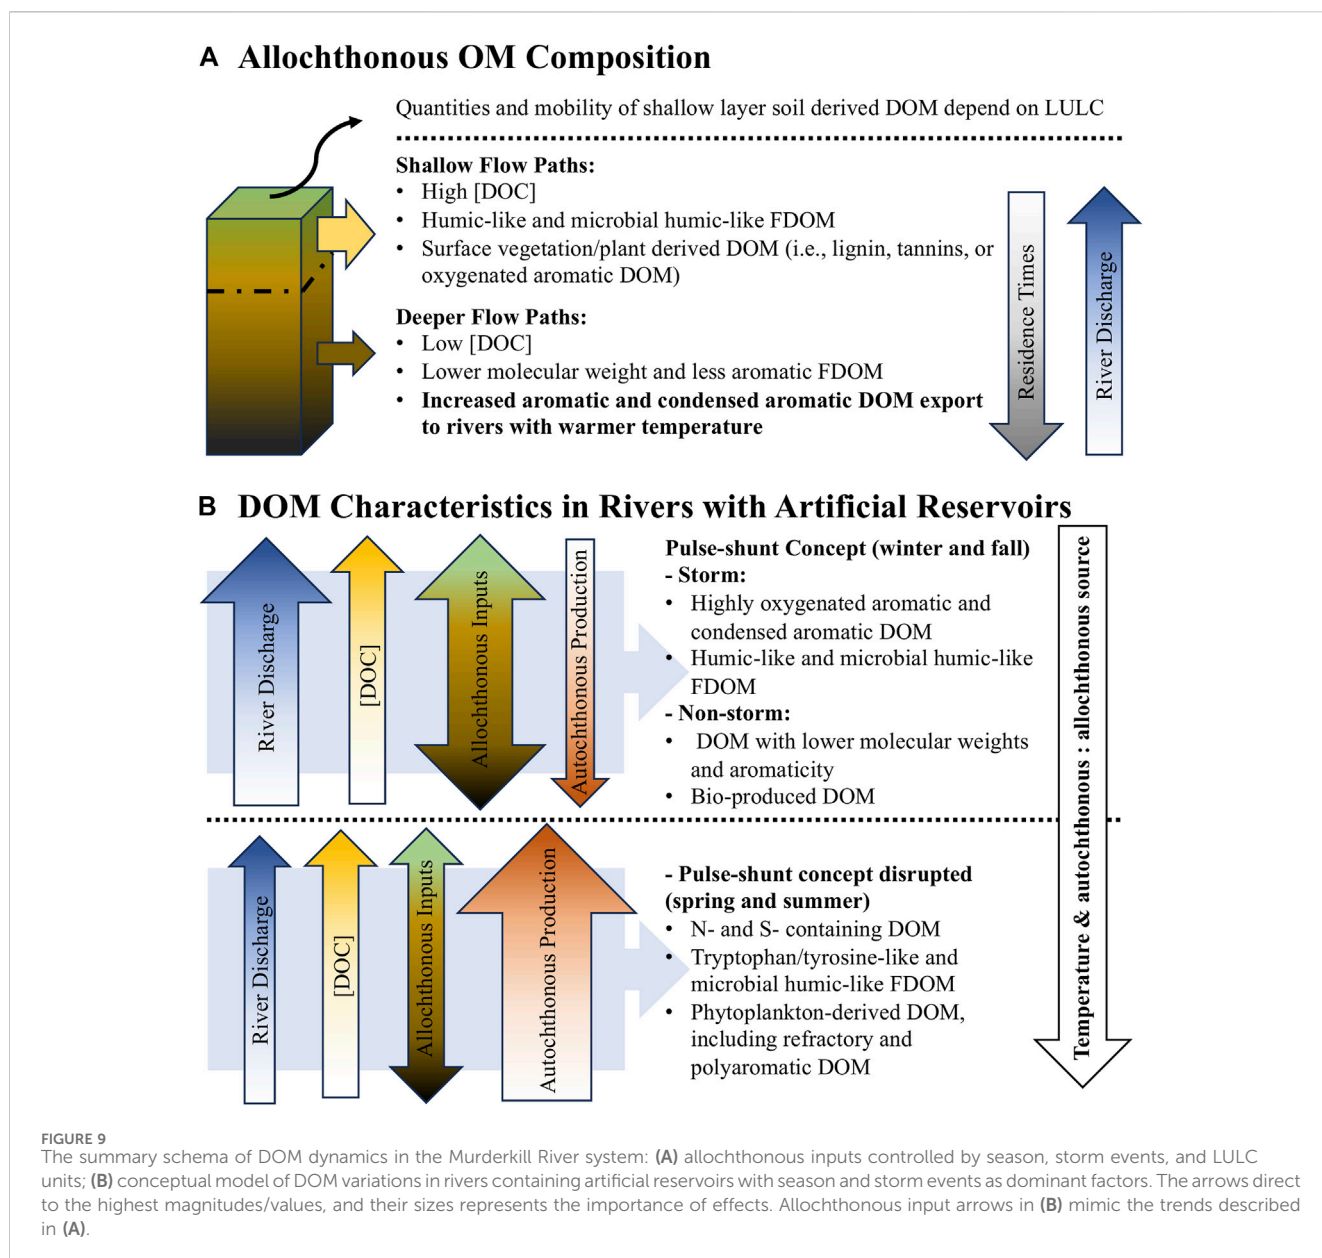 A Allochthonous OM Composition
Quantities and mobility of shallow layer soil derived DOM depend on LULC
Shallow Flow Paths:
• High [DOC]
• Humic-like and microbial humic-like FDOM
• Surface vegetation/plant derived DOM (i.e., lignin, tannins, or
oxygenated aromatic DOM)
Deeper Flow Paths:
• Low [DOC]
• Lower molecular weight and less aromatic FDOM
• Increased aromatic and condensed aromatic DOM export
to rivers with warmer temperature
Residence Times
River Discharge
B DOM Characteristics in Rivers with Artificial Reservoirs
River Discharge
[DOC]
Allochthonous Inputs
Autochthonous Production
Pulse-shunt Concept (winter and fall)
- Storm:
• Highly oxygenated aromatic and
condensed aromatic DOM
• Humic-like and microbial humic-like
FDOM
- Non-storm:
• DOM with lower molecular weights
and aromaticity
• Bio-produced DOM
River Discharge
[DOC]
Allochthonous Inputs
Autochthonous Production
- Pulse-shunt concept disrupted
(spring and summer)
• N- and S- containing DOM
• Tryptophan/tyrosine-like and
microbial humic-like FDOM
• Phytoplankton-derived DOM,
including refractory and
polyaromatic DOM
Temperature & autochthonous : allochthonous source
FIGURE 9
The summary schema of DOM dynamics in the Murderkill River system: (A) allochthonous inputs controlled by season, storm events, and LULC
units; (B) conceptual model of DOM variations in rivers containing artificial reservoirs with season and storm events as dominant factors. The arrows direct
to the highest magnitudes/values, and their sizes represents the importance of effects. Allochthonous input arrows in (B) mimic the trends described
in (A).